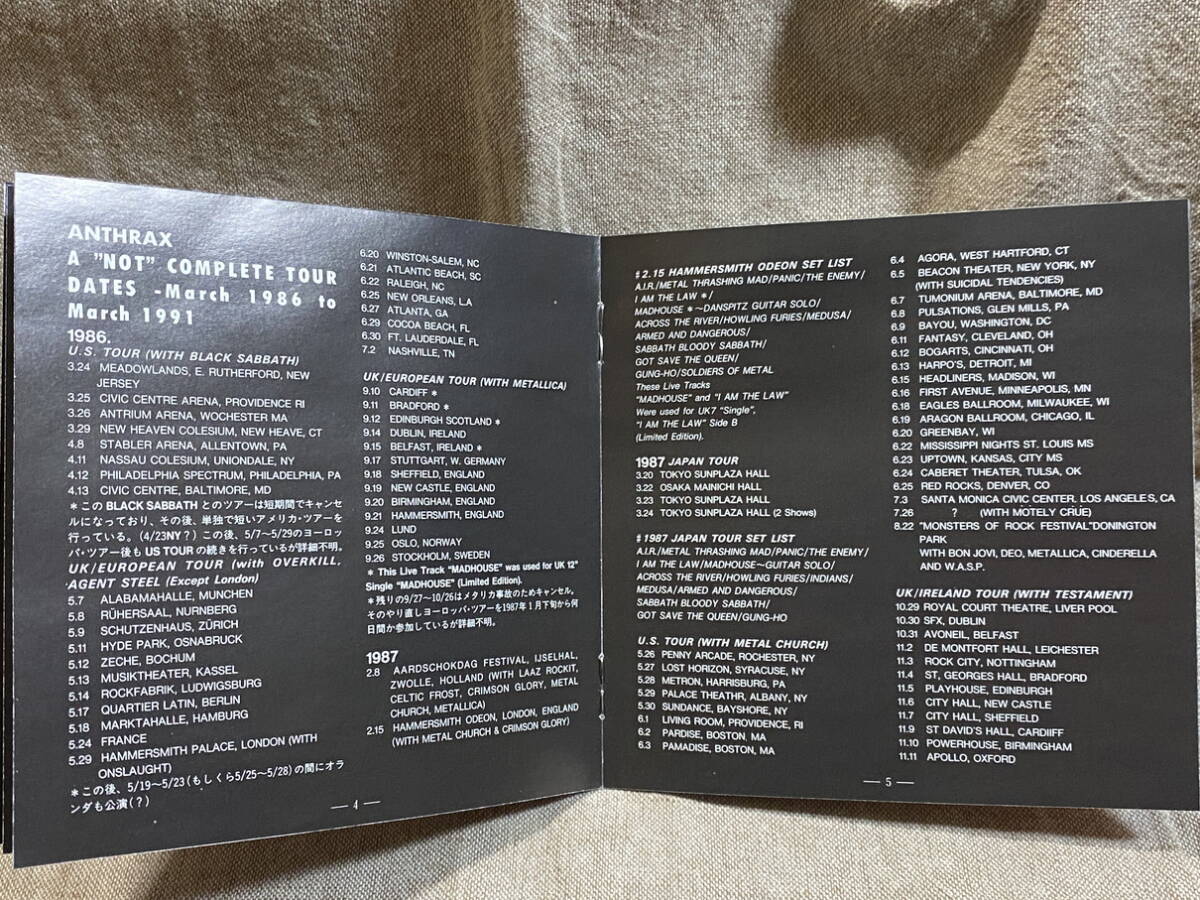 ANTHRAX
A "NOT" COMPLETE TOUR
DATES -March 1986 to
March 1991
1986.
U.S. TOUR (WITH BLACK SABBATH)
3.24 MEADOWLANDS, E. RUTHERFORD, NEW
JERSEY
3.25 CIVIC CENTRE ARENA, PROVIDENCE RI
3.26 ANTRIUM ARENA, WOCHESTER MA
3.29 NEW HEAVEN COLESIUM, NEW HEAVE, CT
4.8 STABLER ARENA, ALLENTOWN, PA
4.11 NASSAU COLESIUM, UNIONDALE, NY
4.12 PHILADELPHIA SPECTRUM, PHILADELPHIA, PA
4.13 CIVIC CENTRE, BALTIMORE, MD
*この BLACK SABBATH とのツアーは短期間でキャンセ
ルになっており、その後、単独で短いアメリカ・ツアーを
行っている。(4/23NY?) この後、5/7~5/29のヨーロッ
パ・ツアー後も US TOUR の続きを行っているが詳細不明。
UK/EUROPEAN TOUR (with OVERKILL,
AGENT STEEL (Except London)
5.7 ALABAMAHALLE, MUNCHEN
5.8 RÜHERSAAL, NURNBERG
5.9 SCHUTZENHAUS, ZÜRICH
5.11 HYDE PARK, OSNABRUCK
5.12 ZECHE, BOCHUM
5.13 MUSIKTHEATER, KASSEL
5.14 ROCKFABRIK, LUDWIGSBURG
5.17 QUARTIER LATIN, BERLIN
5.18 MARKTAHALLE, HAMBURG
5.24 FRANCE
5.29 HAMMERSMITH PALACE, LONDON (WITH
ONSLAUGHT)
*この後、5/19~5/23(もしくら5/25~5/28)の間にオラ
ンダも公演(?)
6.20 WINSTON-SALEM, NC
6.21 ATLANTIC BEACH, SC
6.22 RALEIGH, NC
6.25 NEW ORLEANS, LA
6.27 ATLANTA, GA
6.29 COCOA BEACH, FL
6.30 FT. LAUDERDALE, FL
7.2 NASHVILLE, TN
UK/EUROPEAN TOUR (WITH METALLICA)
9.10 CARDIFF *
9.11 BRADFORD *
9.12 EDINBURGH SCOTLAND *
9.14 DUBLIN, IRELAND
9.15 BELFAST, IRELAND *
9.17 STUTTGART, W. GERMANY
9.18 SHEFFIELD, ENGLAND
9.19 NEW CASTLE, ENGLAND
9.20 BIRMINGHAM, ENGLAND
9.21 HAMMERSMITH, ENGLAND
9.24 LUND
9.25 OSLO, NORWAY
9.26 STOCKHOLM, SWEDEN
* This Live Track "MADHOUSE" was used for UK 12"
Single "MADHOUSE" (Limited Edition).
*残りの9/27~10/26はメタリカ事故のためキャンセル。
そのやり直しヨーロッパ・ツアーを1987年1月下旬から何
日間か参加しているが詳細不明。
1987
2.8 AARDSCHOKDAG FESTIVAL, IJSELHAL,
ZWOLLE, HOLLAND (WITH LAAZ ROCKIT,
CELTIC FROST, CRIMSON GLORY, METAL
CHURCH, METALLICA)
2.15 HAMMERSMITH ODEON, LONDON, ENGLAND
(WITH METAL CHURCH & CRIMSON GLORY)
—4—
♯2.15 HAMMERSMITH ODEON SET LIST
A.I.R./METAL THRASHING MAD/PANIC/THE ENEMY/
I AM THE LAW */
MADHOUSE *~DANSPITZ GUITAR SOLO/
ACROSS THE RIVER/HOWLING FURIES/MEDUSA/
ARMED AND DANGEROUS/
SABBATH BLOODY SABBATH/
GOT SAVE THE QUEEN/
GUNG-HO/SOLDIERS OF METAL
These Live Tracks
"MADHOUSE" and "I AM THE LAW"
Were used for UK7 "Single",
"I AM THE LAW" Side B
(Limited Edition).
1987 JAPAN TOUR
3.20 TOKYO SUNPLAZA HALL
3.22 OSAKA MAINICHI HALL
3.23 TOKYO SUNPLAZA HALL
3.24 TOKYO SUNPLAZA HALL (2 Shows)
♯1987 JAPAN TOUR SET LIST
A.I.R./METAL THRASHING MAD/PANIC/THE ENEMY/
I AM THE LAW/MADHOUSE~GUITAR SOLO/
ACROSS THE RIVER/HOWLING FURIES/INDIANS/
MEDUSA/ARMED AND DANGEROUS/
SABBATH BLOODY SABBATH/
GOT SAVE THE QUEEN/GUNG-HO
U.S. TOUR (WITH METAL CHURCH)
5.26 PENNY ARCADE, ROCHESTER, NY
5.27 LOST HORIZON, SYRACUSE, NY
5.28 METRON, HARRISBURG, PA
5.29 PALACE THEATHR, ALBANY, NY
5.30 SUNDANCE, BAYSHORE, NY
6.1 LIVING ROOM, PROVIDENCE, RI
6.2 PARDISE, BOSTON, MA
6.3 PAMADISE, BOSTON, MA
6.4 AGORA, WEST HARTFORD, CT
6.5 BEACON THEATER, NEW YORK, NY
(WITH SUICIDAL TENDENCIES)
6.7 TUMONIUM ARENA, BALTIMORE, MD
6.8 PULSATIONS, GLEN MILLS, PA
6.9 BAYOU, WASHINGTON, DC
6.11 FANTASY, CLEVELAND, OH
6.12 BOGARTS, CINCINNATI, OH
6.13 HARPO'S, DETROIT, MI
6.15 HEADLINERS, MADISON, WI
6.16 FIRST AVENUE, MINNEAPOLIS, MN
6.18 EAGLES BALLROOM, MILWAUKEE, WI
6.19 ARAGON BALLROOM, CHICAGO, IL
6.20 GREENBAY, WI
6.22 MISSISSIPPI NIGHTS ST. LOUIS MS
6.23 UPTOWN, KANSAS, CITY MS
6.24 CABERET THEATER, TULSA, OK
6.25 RED ROCKS, DENVER, CO
7.3 SANTA MONICA CIVIC CENTER. LOS ANGELES, CA
7.26 ? (WITH MOTELY CRÜE)
8.22 "MONSTERS OF ROCK FESTIVAL"DONINGTON
PARK
WITH BON JOVI, DEO, METALLICA, CINDERELLA
AND W.A.S.P.
UK/IRELAND TOUR (WITH TESTAMENT)
10.29 ROYAL COURT THEATRE, LIVER POOL
10.30 SFX, DUBLIN
10.31 AVONEIL, BELFAST
11.2 DE MONTFORT HALL, LEICHESTER
11.3 ROCK CITY, NOTTINGHAM
11.4 ST. GEORGES HALL, BRADFORD
11.5 PLAYHOUSE, EDINBURGH
11.6 CITY HALL, NEW CASTLE
11.7 CITY HALL, SHEFFIELD
11.9 ST DAVID'S HALL, CARDIIFF
11.10 POWERHOUSE, BIRMINGHAM
11.11 APOLLO, OXFORD
—5—